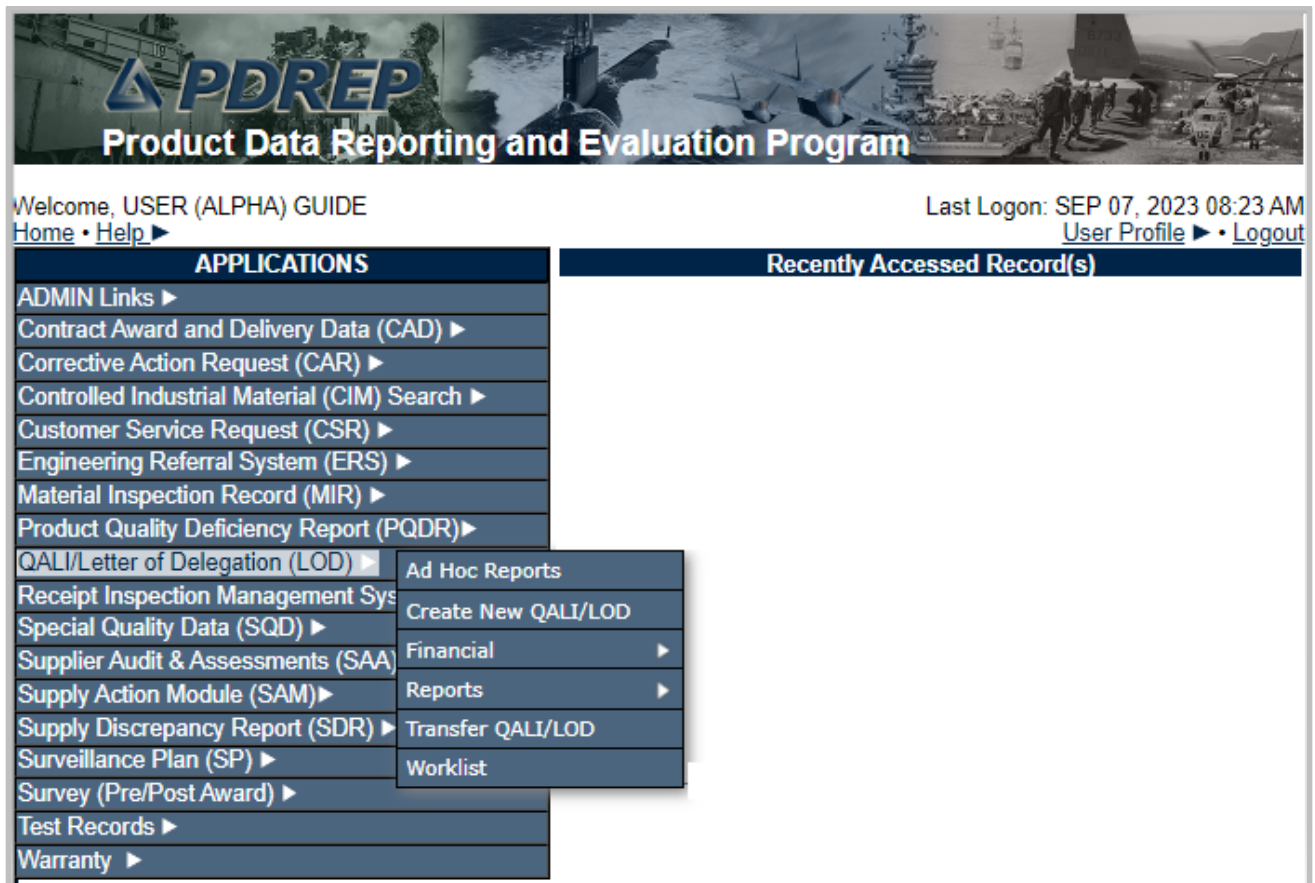 PDREP
Product Data Reporting and Evaluation Program
Welcome, USER (ALPHA) GUIDE
Last Logon: SEP 07, 2023 08:23 AM
Home • Help ▶
User Profile ▶ • Logout
APPLICATIONS
Recently Accessed Record(s)
ADMIN Links ▶
Contract Award and Delivery Data (CAD) ▶
Corrective Action Request (CAR) ▶
Controlled Industrial Material (CIM) Search ▶
Customer Service Request (CSR) ▶
Engineering Referral System (ERS) ▶
Material Inspection Record (MIR) ▶
Product Quality Deficiency Report (PQDR)▶
QALI/Letter of Delegation (LOD) ▶
Receipt Inspection Management Sys
Special Quality Data (SQD) ▶
Supplier Audit & Assessments (SAA)
Supply Action Module (SAM)▶
Supply Discrepancy Report (SDR) ▶
Surveillance Plan (SP) ▶
Survey (Pre/Post Award) ▶
Test Records ▶
Warranty ▶
Ad Hoc Reports
Create New QALI/LOD
Financial ▶
Reports ▶
Transfer QALI/LOD
Worklist